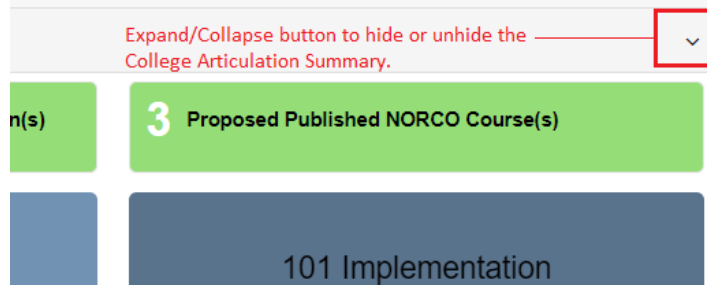 Expand/Collapse button to hide or unhide the
College Articulation Summary.
n(s)
3 Proposed Published NORCO Course(s)
101 Implementation